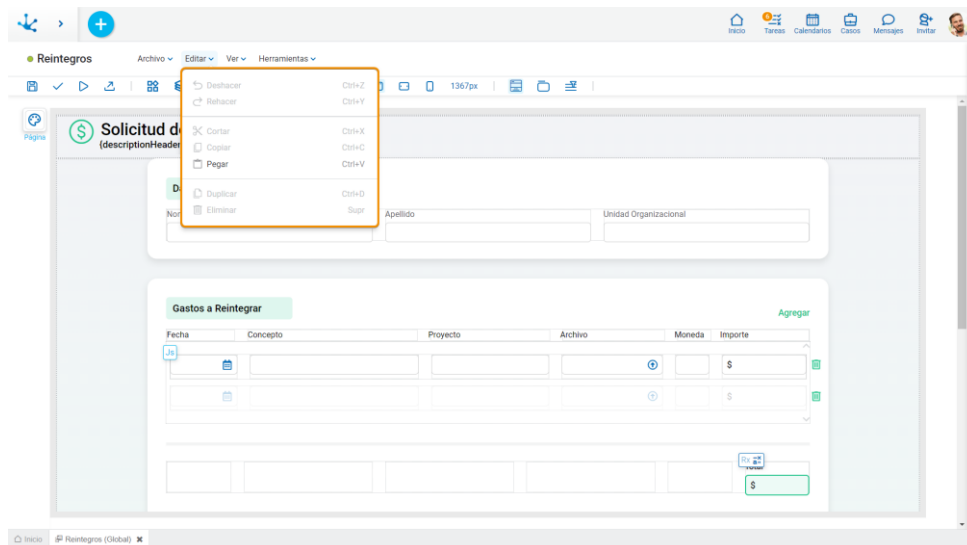 Inicio
Tareas
Calendarios
Casos
Mensajes
Invitar
Reintegros
Archivo
Editar
Ver
Herramientas
1367px
Deshacer Ctrl+Z
Rehacer Ctrl+Y
Cortar Ctrl+X
Copiar Ctrl+C
Pegar Ctrl+V
Duplicar Ctrl+D
Eliminar Supr
Página
$ Solicitud d
{descriptionHeader
Apellido
Unidad Organizacional
Gastos a Reintegrar
Agregar
Fecha Concepto Proyecto Archivo Moneda Importe
Js
$
$
Rx
Total
$
Inicio
Reintegros (Global)